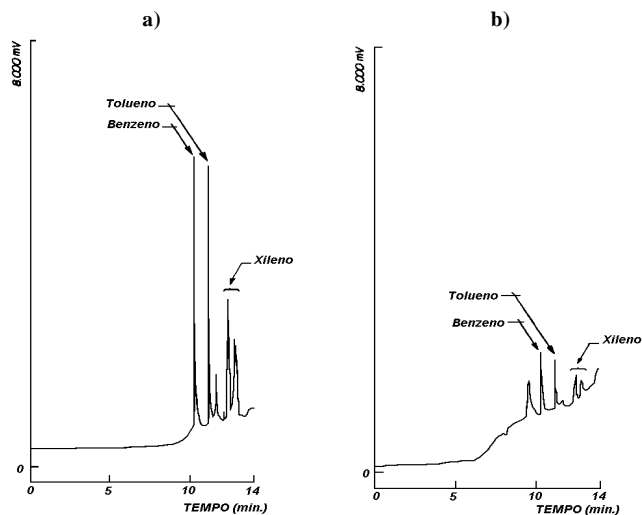 a)
8.000 mV
Tolueno
Benzeno
Xileno
0
0
5
10
14
TEMPO (min.)
b)
8.000 mV
Tolueno
Benzeno
Xileno
0
0
5
10
14
TEMPO (min.)